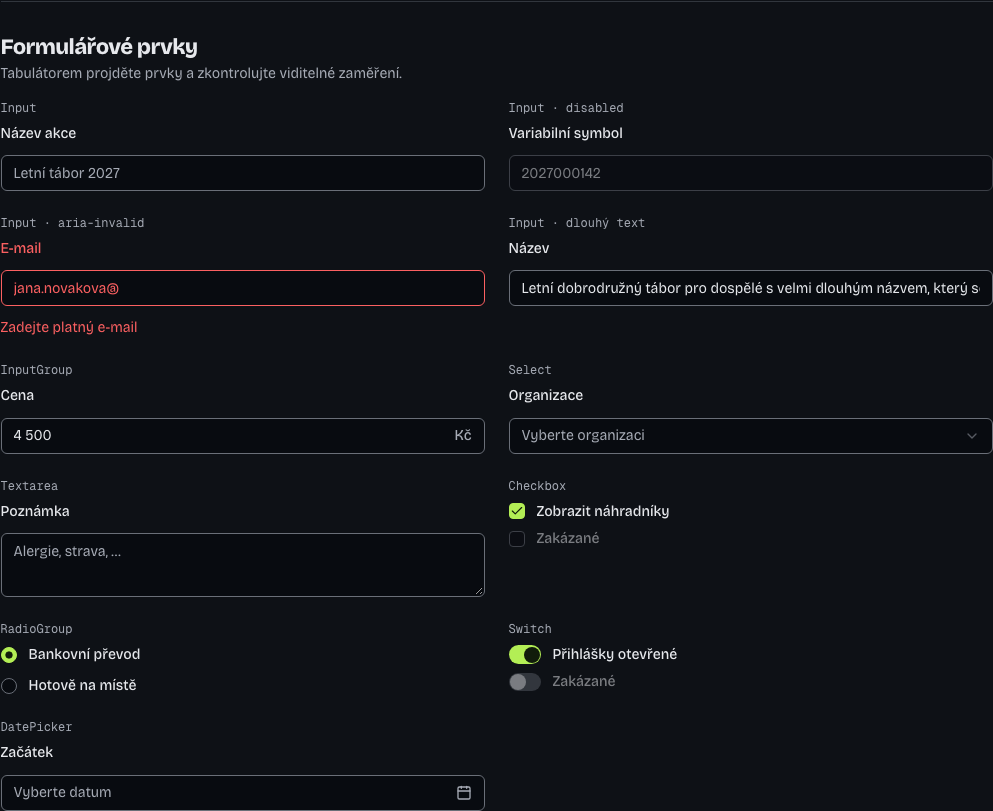 Formulářové prvky
Tabulátorem projděte prvky a zkontrolujte viditelné zaměření.
Input
Název akce
Letní tábor 2027
Input · disabled
Variabilní symbol
2027000142
Input · aria-invalid
E-mail
jana.novakova@
Zadejte platný e-mail
Input · dlouhý text
Název
Letní dobrodružný tábor pro dospělé s velmi dlouhým názvem, který s
InputGroup
Cena
4 500 Kč
Select
Organizace
Vyberte organizaci
Textarea
Poznámka
Alergie, strava, ...
Checkbox
Zobrazit náhradníky
Zakázané
RadioGroup
Bankovní převod
Hotově na místě
Switch
Přihlášky otevřené
Zakázané
DatePicker
Začátek
Vyberte datum